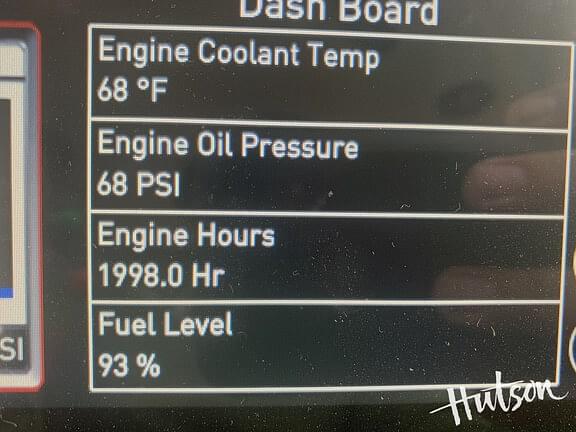 Dash Board
Engine Coolant Temp
68 °F
Engine Oil Pressure
68 PSI
Engine Hours
1998.0 Hr
Fuel Level
93 %
SI
Hutson